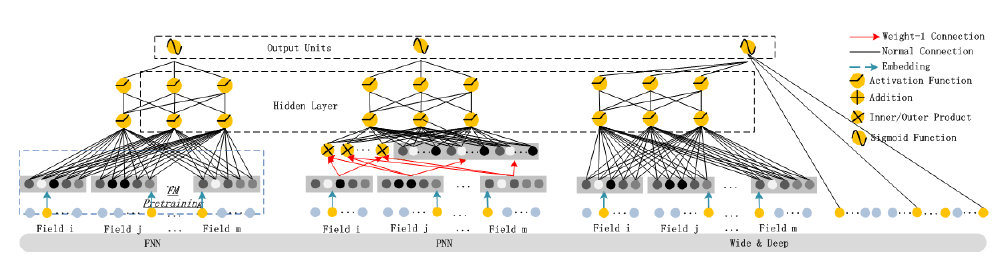 Output Units
Hidden Layer
Weight-1 Connection
Normal Connection
Embedding
Activation Function
Addition
Inner/Outer Product
Sigmoid Function
FM
Pretraining
Field i Field j ... Field m
Field i Field j ... Field m
Field i Field j ... Field m
FNN PNN Wide & Deep